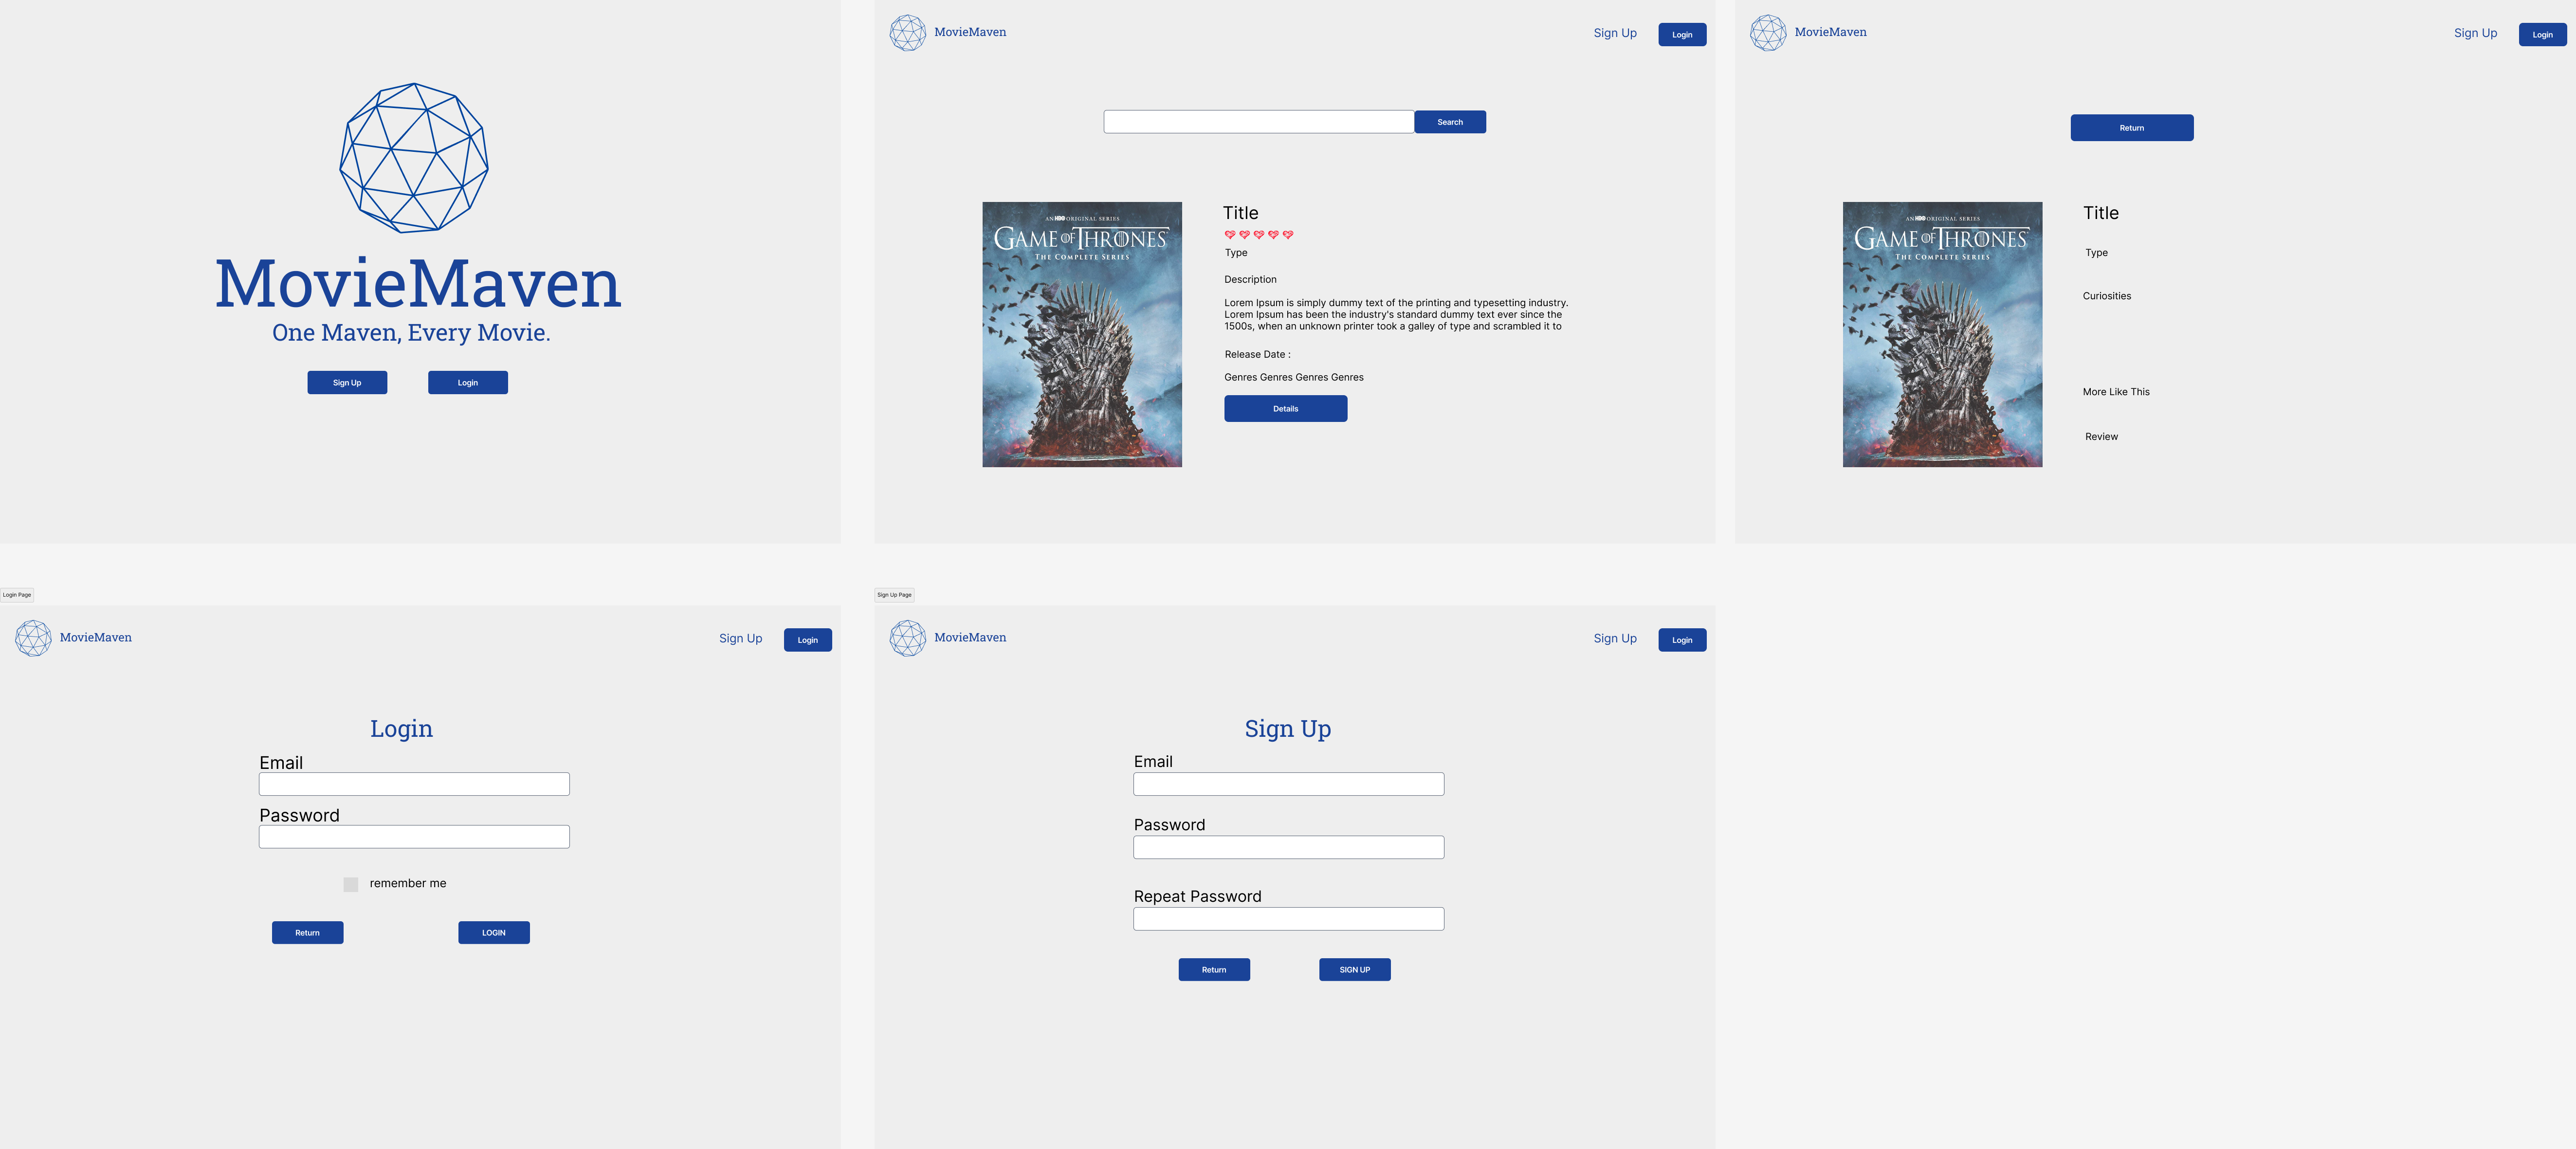 MovieMaven
One Maven, Every Movie.
Sign Up
Login
MovieMaven
Sign Up
Login
Search
AN HBO ORIGINAL SERIES
GAME OF THRONES
THE COMPLETE SERIES
Title
Type
Description
Lorem Ipsum is simply dummy text of the printing and typesetting industry.
Lorem Ipsum has been the industry's standard dummy text ever since the
1500s, when an unknown printer took a galley of type and scrambled it to
Release Date :
Genres Genres Genres Genres
Details
MovieMaven
Sign Up
Login
Return
AN HBO ORIGINAL SERIES
GAME OF THRONES
THE COMPLETE SERIES
Title
Type
Curiosities
More Like This
Review
Login Page
MovieMaven
Sign Up
Login
Login
Email
Password
remember me
Return
LOGIN
Sign Up Page
MovieMaven
Sign Up
Login
Sign Up
Email
Password
Repeat Password
Return
SIGN UP